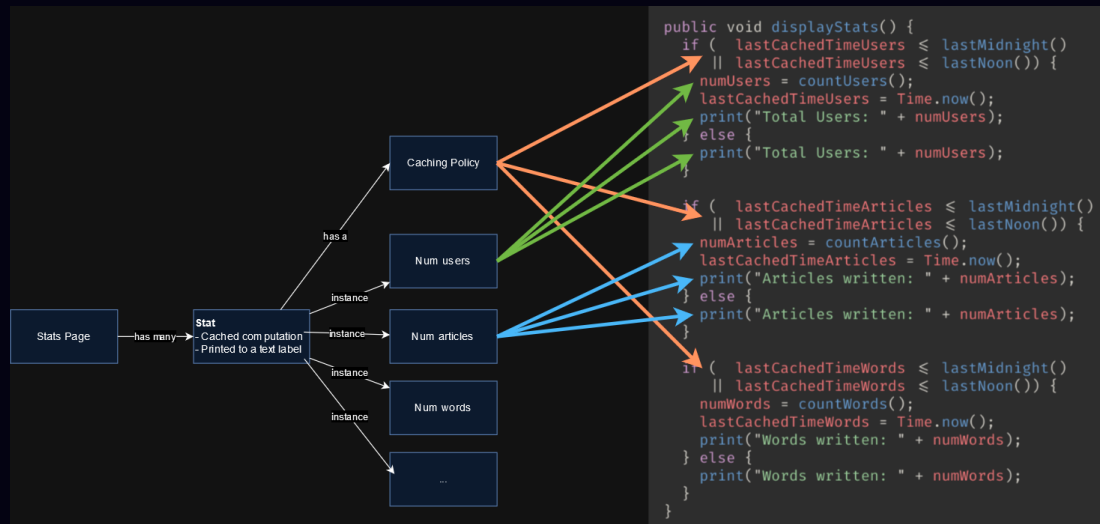 Stats Page
has many
Stat
- Cached computation
- Printed to a text label
has a
instance
instance
instance
instance
Caching Policy
Num users
Num articles
Num words
...
public void displayStats() {
if (  lastCachedTimeUsers ⩽ lastMidnight()
|| lastCachedTimeUsers ⩽ lastNoon()) {
numUsers = countUsers();
lastCachedTimeUsers = Time.now();
print("Total Users: " + numUsers);
} else {
print("Total Users: " + numUsers);
}
if (  lastCachedTimeArticles ⩽ lastMidnight()
|| lastCachedTimeArticles ⩽ lastNoon()) {
numArticles = countArticles();
lastCachedTimeArticles = Time.now();
print("Articles written: " + numArticles);
} else {
print("Articles written: " + numArticles);
}
if (  lastCachedTimeWords ⩽ lastMidnight()
|| lastCachedTimeWords ⩽ lastNoon()) {
numWords = countWords();
lastCachedTimeWords = Time.now();
print("Words written: " + numWords);
} else {
print("Words written: " + numWords);
}
}